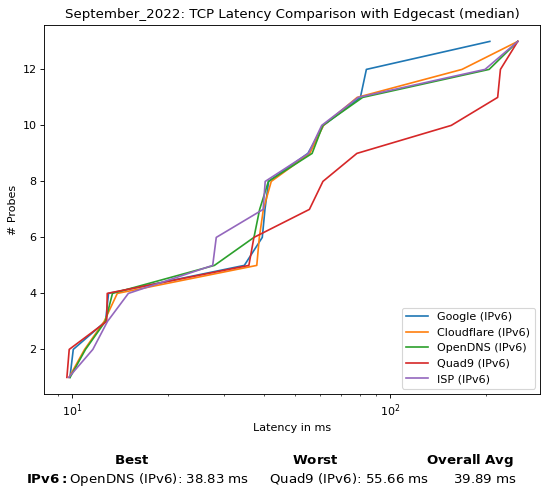 September_2022: TCP Latency Comparison with Edgecast (median)
12
10
8
6
4
2
# Probes
10^1
10^2
Latency in ms
Google (IPv6)
Cloudflare (IPv6)
OpenDNS (IPv6)
Quad9 (IPv6)
ISP (IPv6)
Best Worst Overall Avg
IPv6: OpenDNS (IPv6): 38.83 ms Quad9 (IPv6): 55.66 ms 39.89 ms